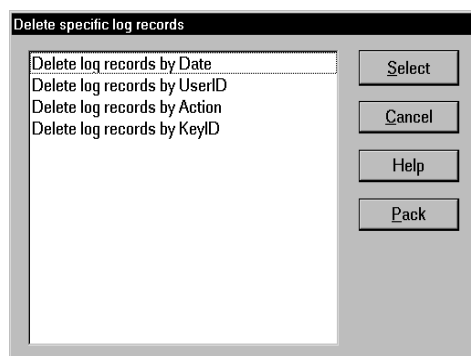 Delete specific log records
Delete log records by Date
Delete log records by UserID
Delete log records by Action
Delete log records by KeyID
Select
Cancel
Help
Pack